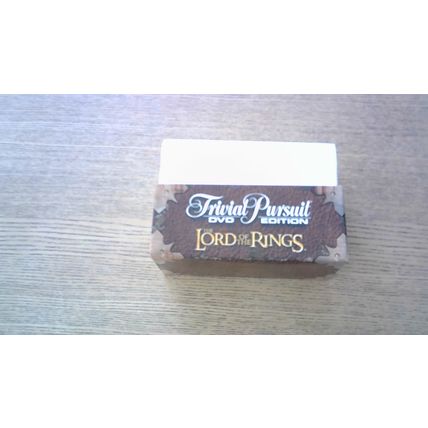 Trivial Pursuit
DVD EDITION
THE LORD OF THE RINGS